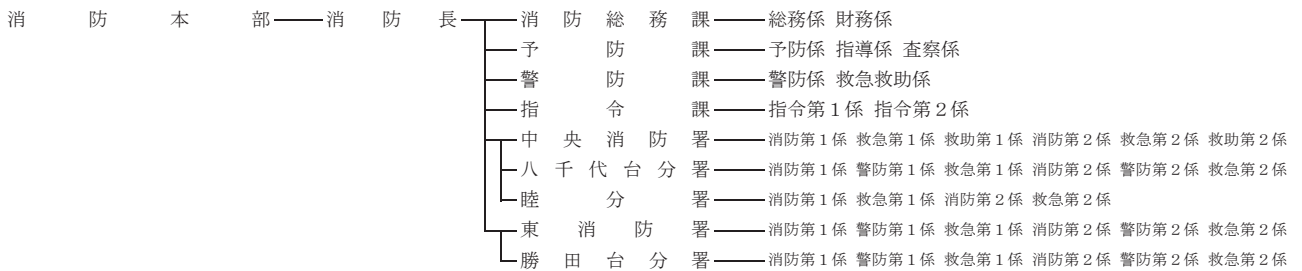 消防本部 消防長 消防総務課 総務係 財務係
予防課 予防係 指導係 査察係
警防課 警防係 救急救助係
指令課 指令第1係 指令第2係
中央消防署 消防第1係 救急第1係 救助第1係 消防第2係 救急第2係 救助第2係
八千代台分署 消防第1係 警防第1係 救急第1係 消防第2係 警防第2係 救急第2係
睦分署 消防第1係 救急第1係 消防第2係 救急第2係
東消防署 消防第1係 警防第1係 救急第1係 消防第2係 警防第2係 救急第2係
勝田台分署 消防第1係 警防第1係 救急第1係 消防第2係 警防第2係 救急第2係